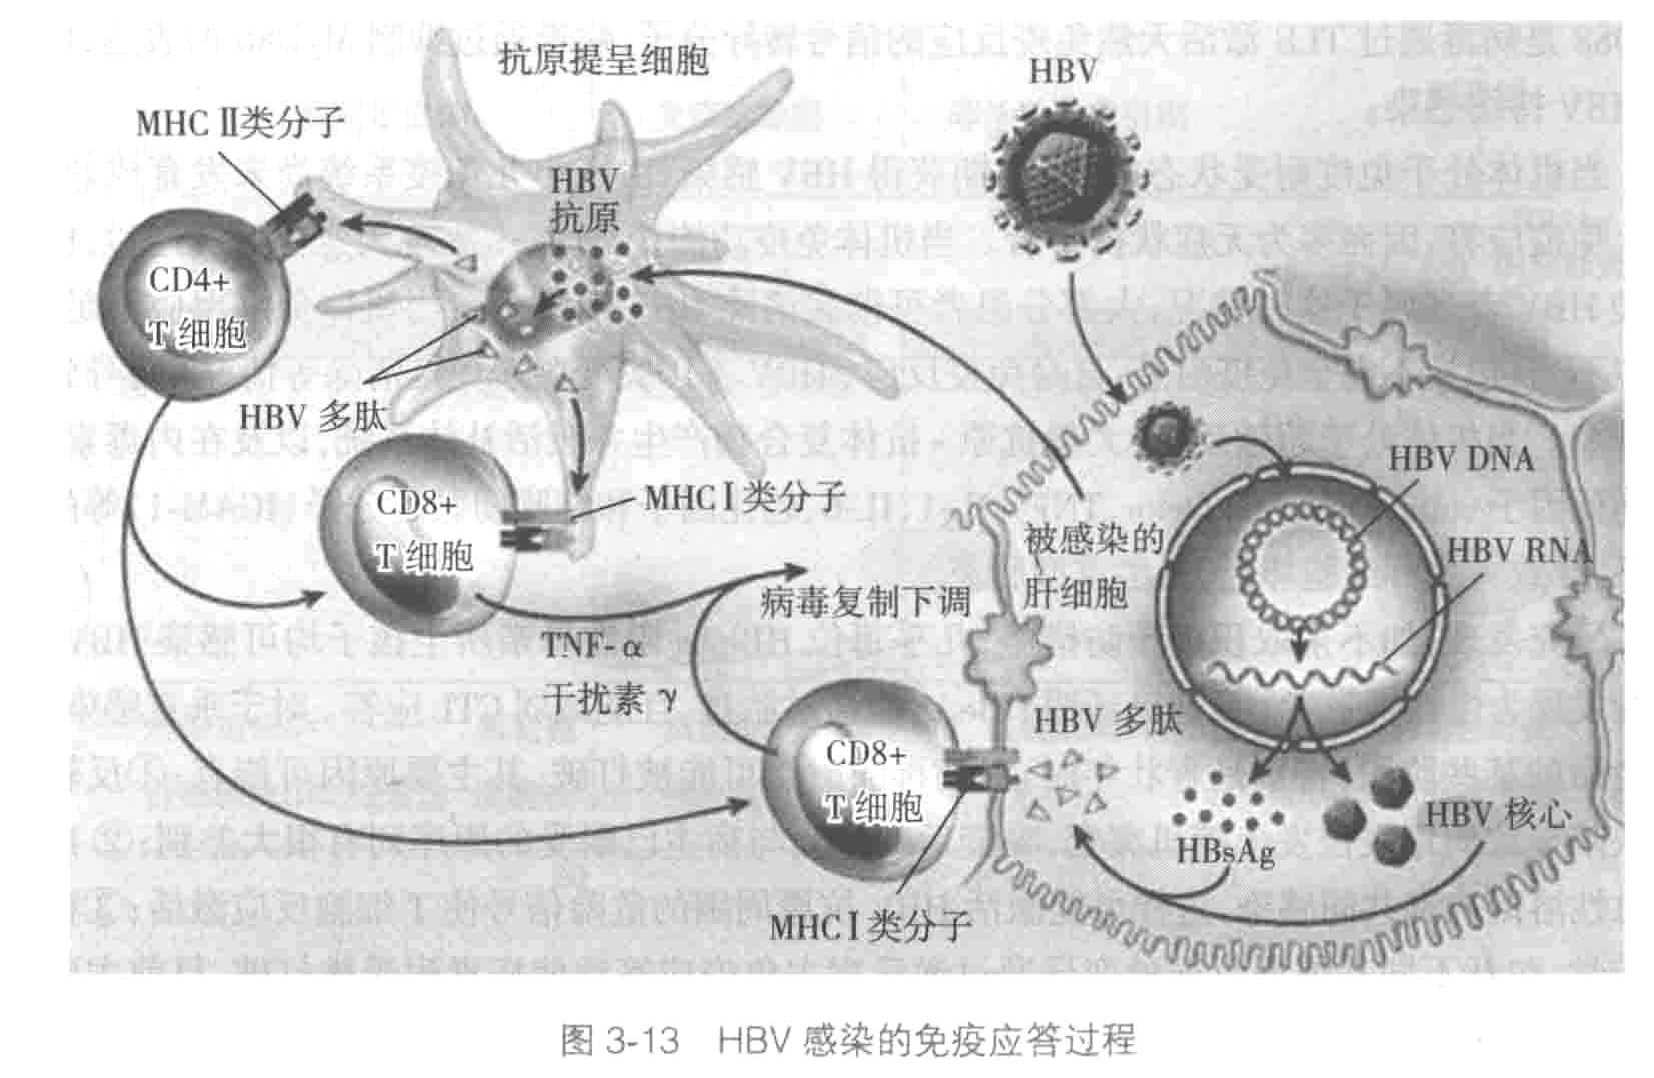 抗原提呈细胞
HBV
MHC Ⅱ类分子
HBV
抗原
CD4+
T 细胞
HBV 多肽
CD8+
T 细胞
MHC Ⅰ 类分子
HBV DNA
被感染的
肝细胞
HBV RNA
病毒复制下调
TNF-α
干扰素 γ
HBV 多肽
CD8+
T 细胞
HBsAg
HBV 核心
MHC Ⅰ 类分子
图 3-13 HBV 感染的免疫应答过程